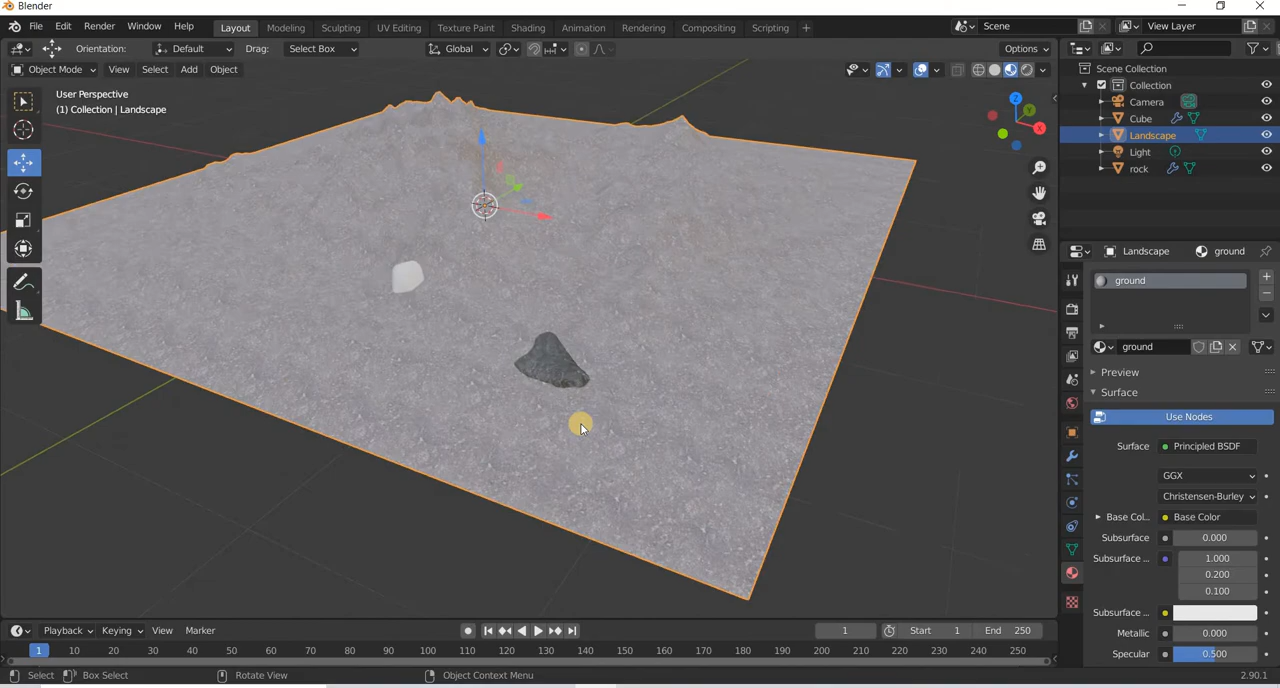 Blender
File Edit Render Window Help Layout Modeling Sculpting UV Editing Texture Paint Shading Animation Rendering Compositing Scripting + Scene View Layer
Orientation: Default Drag: Select Box Global Options
Object Mode View Select Add Object
User Perspective
(1) Collection | Landscape
Z
Y
X
Scene Collection
Collection
Camera
Cube
Landscape
Light
rock
Landscape ground
ground
ground
Preview
Surface
Use Nodes
Surface Principled BSDF
GGX
Christensen-Burley
Base Col... Base Color
Subsurface 0.000
Subsurface ... 1.000
0.200
0.100
Subsurface ...
Metallic 0.000
Specular 0.500
Playback Keying View Marker 1 Start 1 End 250
1 10 20 30 40 50 60 70 80 90 100 110 120 130 140 150 160 170 180 190 200 210 220 230 240 250
Select Box Select Rotate View Object Context Menu 2.90.1